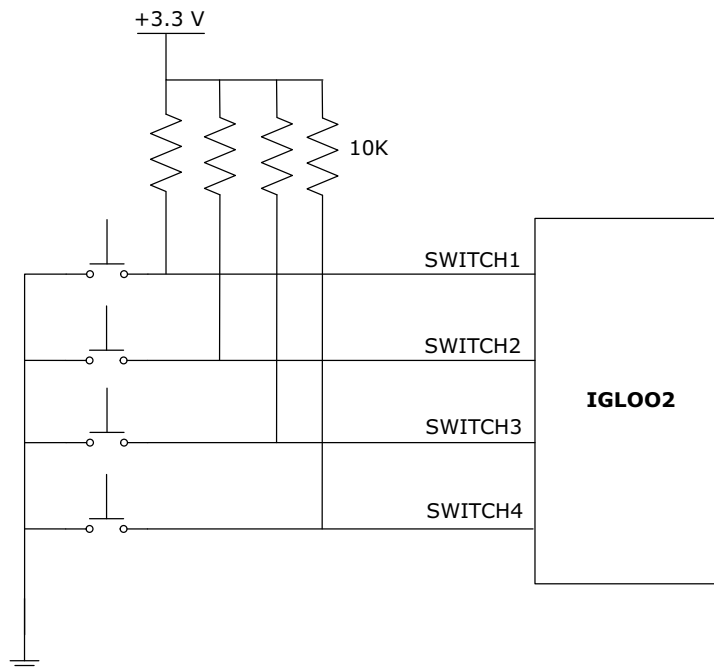 +3.3 V
10K
SWITCH1
SWITCH2
IGLOO2
SWITCH3
SWITCH4